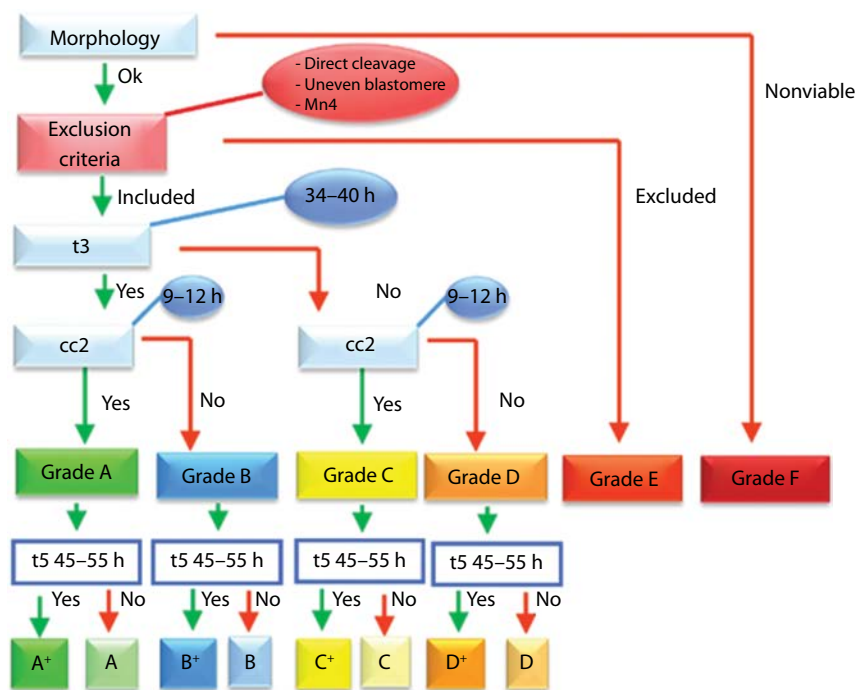 Morphology
Ok
- Direct cleavage
- Uneven blastomere
- Mn4
Nonviable
Exclusion
criteria
Included
34–40 h
Excluded
t3
Yes
9–12 h
No
9–12 h
cc2
cc2
Yes
No
Yes
No
Grade A
Grade B
Grade C
Grade D
Grade E
Grade F
t5 45–55 h
t5 45–55 h
t5 45–55 h
t5 45–55 h
Yes
No
Yes
No
Yes
No
Yes
No
A⁺
A
B⁺
B
C⁺
C
D⁺
D